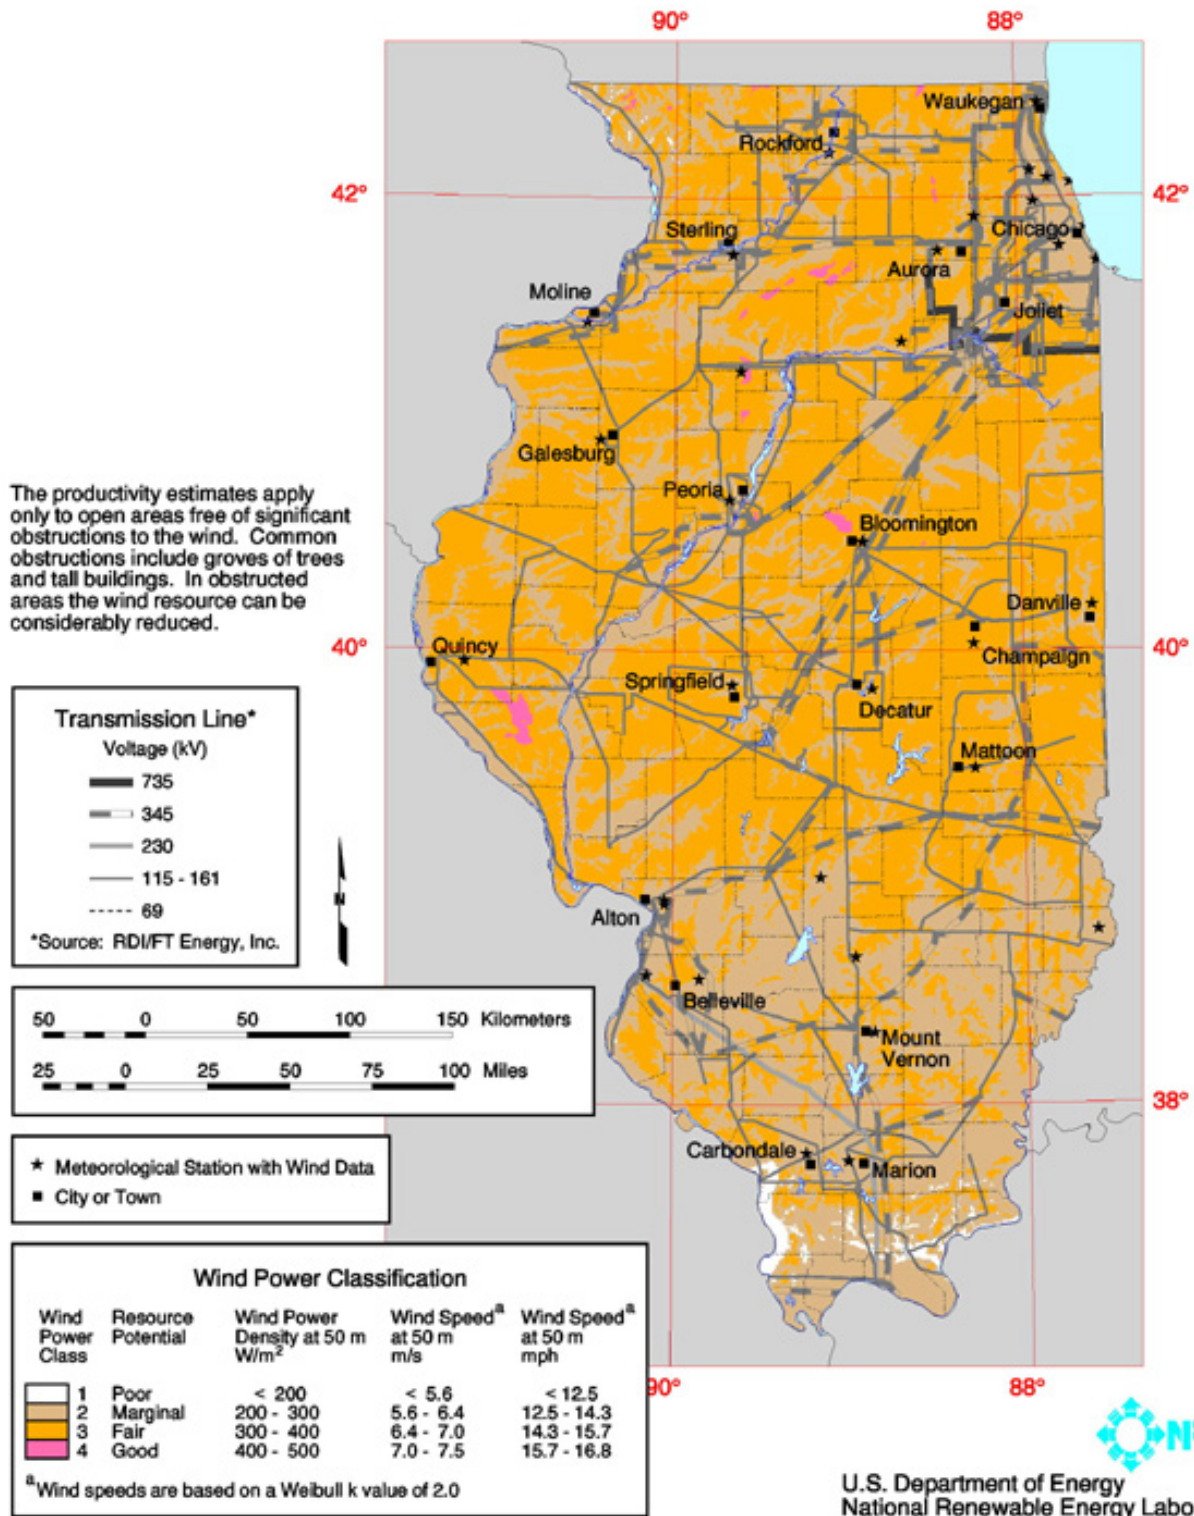 90°
88°
Waukegan
Rockford
42°
42°
Sterling
Chicago
Aurora
Moline
Joliet
Galesburg
Peoria
The productivity estimates apply
only to open areas free of significant
obstructions to the wind. Common
obstructions include groves of trees
and tall buildings. In obstructed
areas the wind resource can be
considerably reduced.
Bloomington
Danville
40°
Quincy
Champaign
40°
Springfield
Decatur
Mattoon
Transmission Line*
Voltage (kV)
735
345
230
115 - 161
69
*Source: RDI/FT Energy, Inc.
N
Alton
Belleville
Mount
Vernon
50 0 50 100 150 Kilometers
25 0 25 50 75 100 Miles
38°
Carbondale
Marion
Meteorological Station with Wind Data
City or Town
Wind Power Classification
Wind Power Class
Resource Potential
Wind Power Density at 50 m W/m²
Wind Speed a at 50 m m/s
Wind Speed a at 50 m mph
1 Poor < 200 < 5.6 < 12.5
2 Marginal 200 - 300 5.6 - 6.4 12.5 - 14.3
3 Fair 300 - 400 6.4 - 7.0 14.3 - 15.7
4 Good 400 - 500 7.0 - 7.5 15.7 - 16.8
a Wind speeds are based on a Weibull k value of 2.0
90°
88°
U.S. Department of Energy
National Renewable Energy Labo